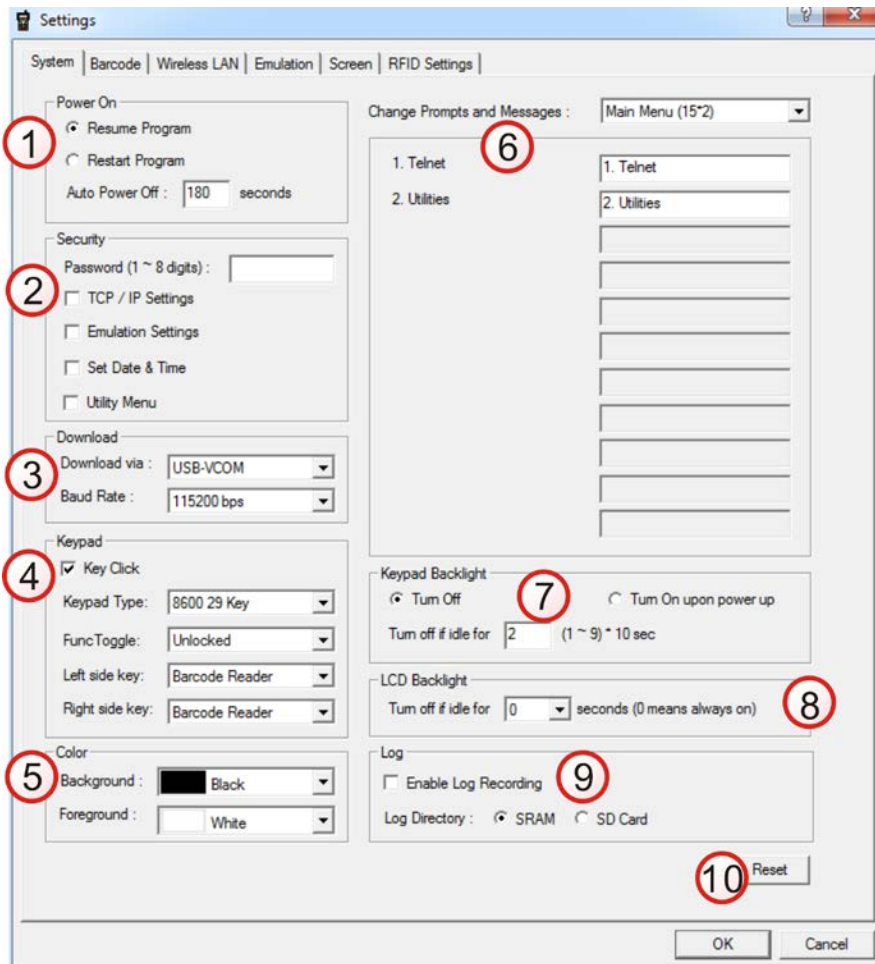 Settings
System Barcode Wireless LAN Emulation Screen RFID Settings
Power On
1
Resume Program
Restart Program
Auto Power Off : 180 seconds
Security
Password (1 ~ 8 digits) :
2
TCP / IP Settings
Emulation Settings
Set Date & Time
Utility Menu
Download
3
Download via : USB-VCOM
Baud Rate : 115200 bps
Keypad
4
Key Click
Keypad Type: 8600 29 Key
FuncToggle: Unlocked
Left side key: Barcode Reader
Right side key: Barcode Reader
Color
5
Background : Black
Foreground : White
Change Prompts and Messages : Main Menu (15*2)
6
1. Telnet 1. Telnet
2. Utilities 2. Utilities
Keypad Backlight
7
Turn Off Turn On upon power up
Turn off if idle for 2 (1 ~ 9) * 10 sec
LCD Backlight
8
Turn off if idle for 0 seconds (0 means always on)
Log
9
Enable Log Recording
Log Directory : SRAM SD Card
10
Reset
OK Cancel